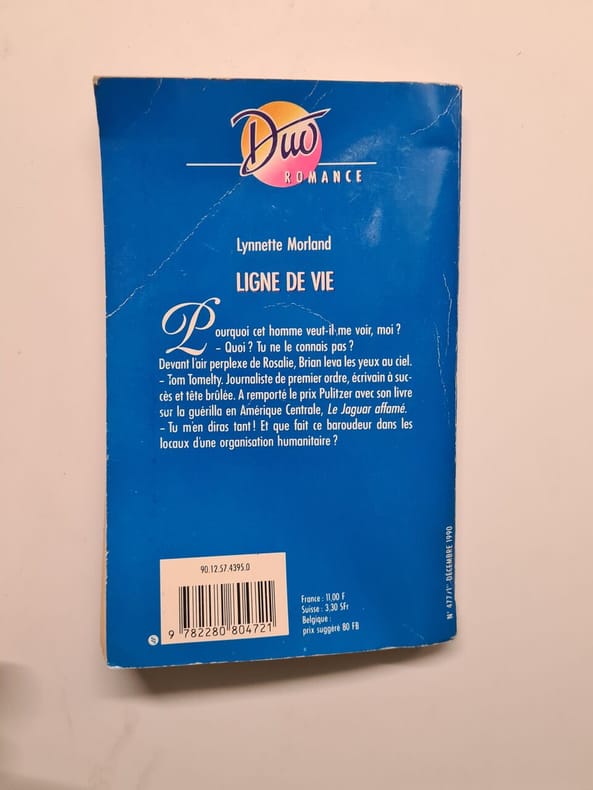 Duo
ROMANCE
Lynnette Morland
LIGNE DE VIE
Pourquoi cet homme veut-il me voir, moi ?
– Quoi ? Tu ne le connais pas ?
Devant l'air perplexe de Rosalie, Brian leva les yeux au ciel.
– Tom Tomelty. Journaliste de premier ordre, écrivain à suc-
cès et tête brûlée. A remporté le prix Pulitzer avec son livre
sur la guérilla en Amérique Centrale, Le Jaguar affamé.
– Tu m'en diras tant ! Et que fait ce baroudeur dans les
locaux d'une organisation humanitaire ?
90.12.57.4395.0
9 782280 804721
France : 11,00 F
Suisse : 3,30 SFr
Belgique :
prix suggéré 80 FB
N° 477/1er DÉCEMBRE 1990